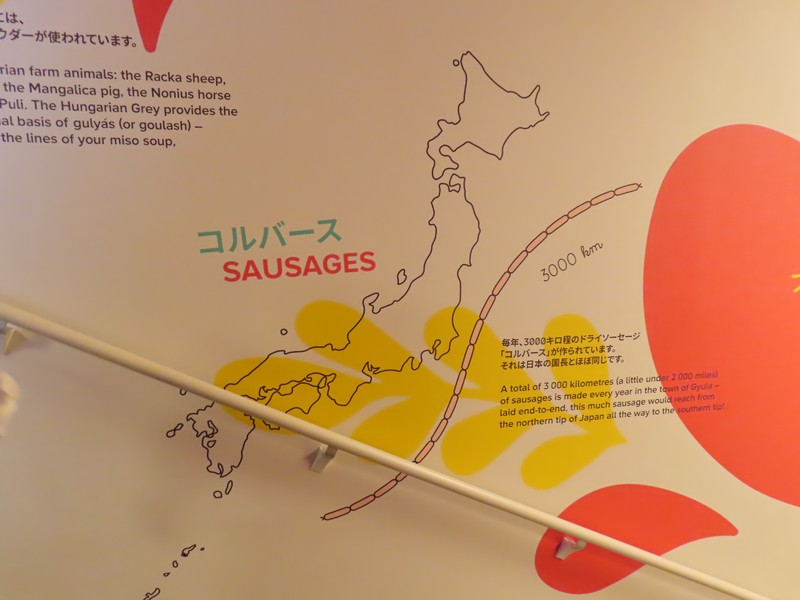 には、
ウダーが使われています。
rian farm animals: the Racka sheep,
the Mangalica pig, the Nonius horse
Puli. The Hungarian Grey provides the
al basis of gulyás (or goulash) –
the lines of your miso soup,
コルバース
SAUSAGES
3000 km
毎年、3000キロ程のドライソーセージ
「コルバース」が作られています。
それは日本の国長とほぼ同じです。
A total of 3 000 kilometres (a little under 2 000 miles)
of sausages is made every year in the town of Gyula –
laid end-to-end, this much sausage would reach from
the northern tip of Japan all the way to the southern tip!